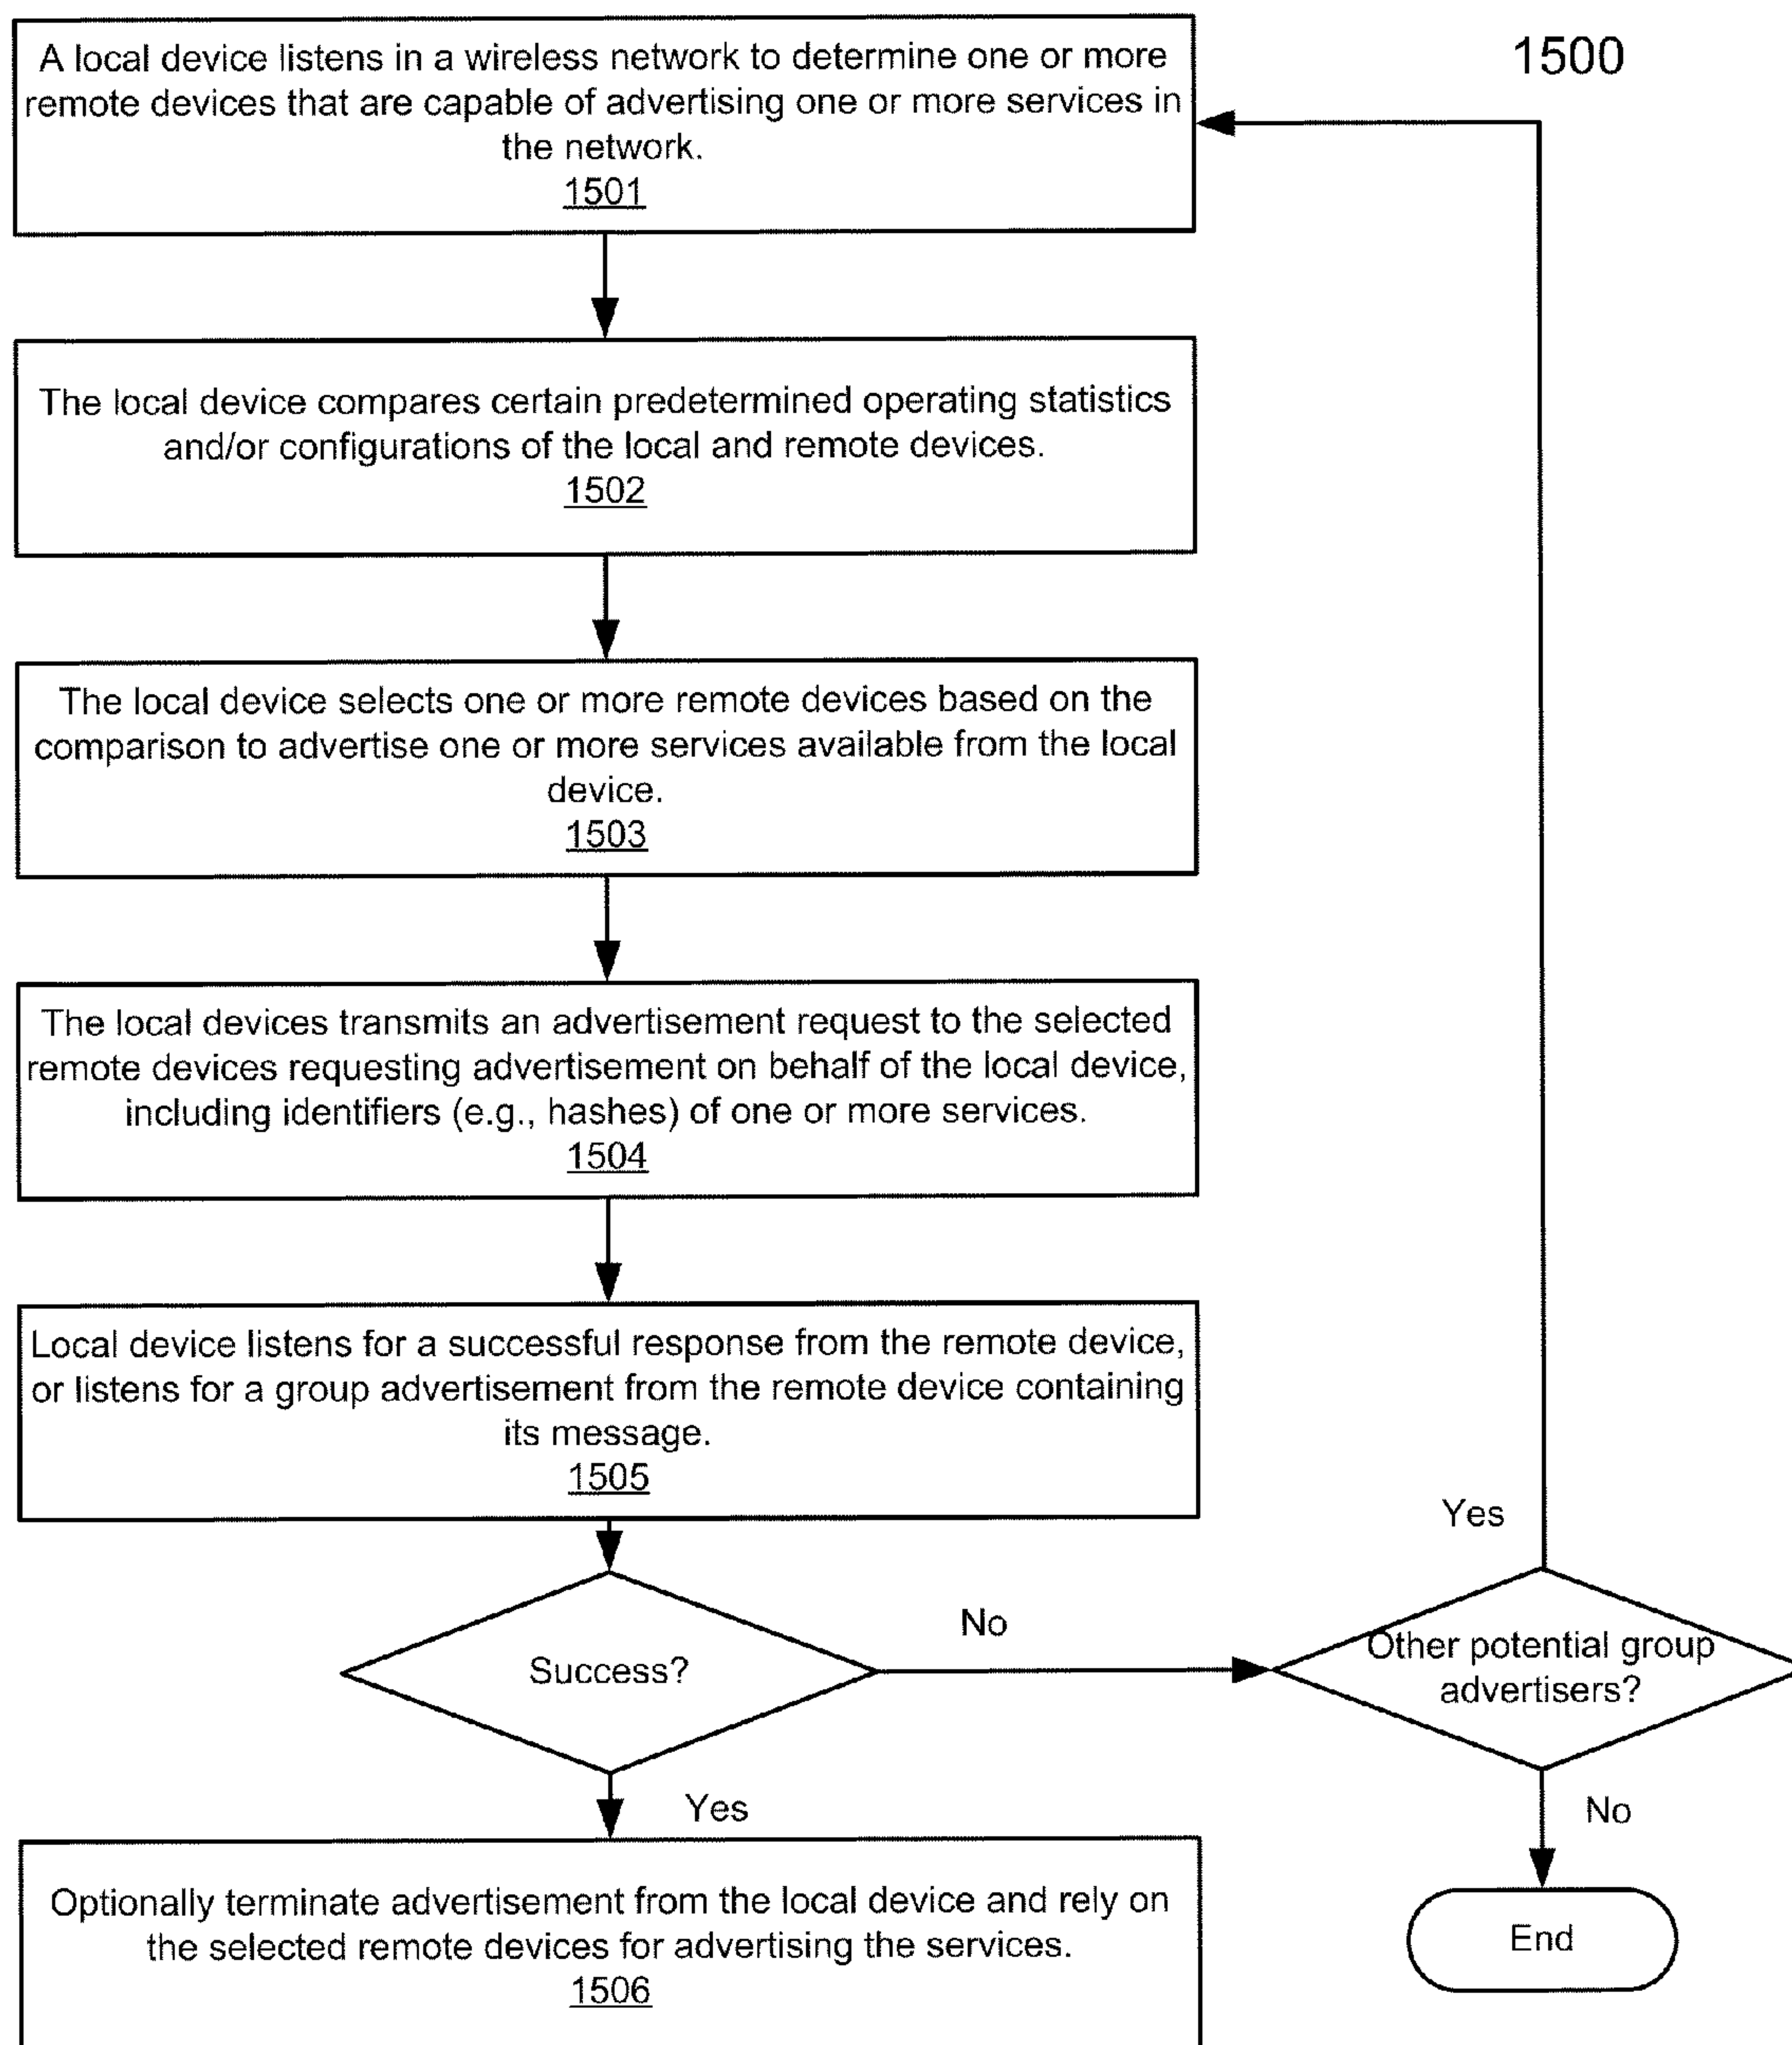 1500
A local device listens in a wireless network to determine one or more
remote devices that are capable of advertising one or more services in
the network.
1501
The local device compares certain predetermined operating statistics
and/or configurations of the local and remote devices.
1502
The local device selects one or more remote devices based on the
comparison to advertise one or more services available from the local
device.
1503
The local devices transmits an advertisement request to the selected
remote devices requesting advertisement on behalf of the local device,
including identifiers (e.g., hashes) of one or more services.
1504
Local device listens for a successful response from the remote device,
or listens for a group advertisement from the remote device containing
its message.
1505
Success?
No
Other potential group
advertisers?
Yes
No
End
Yes
Optionally terminate advertisement from the local device and rely on
the selected remote devices for advertising the services.
1506